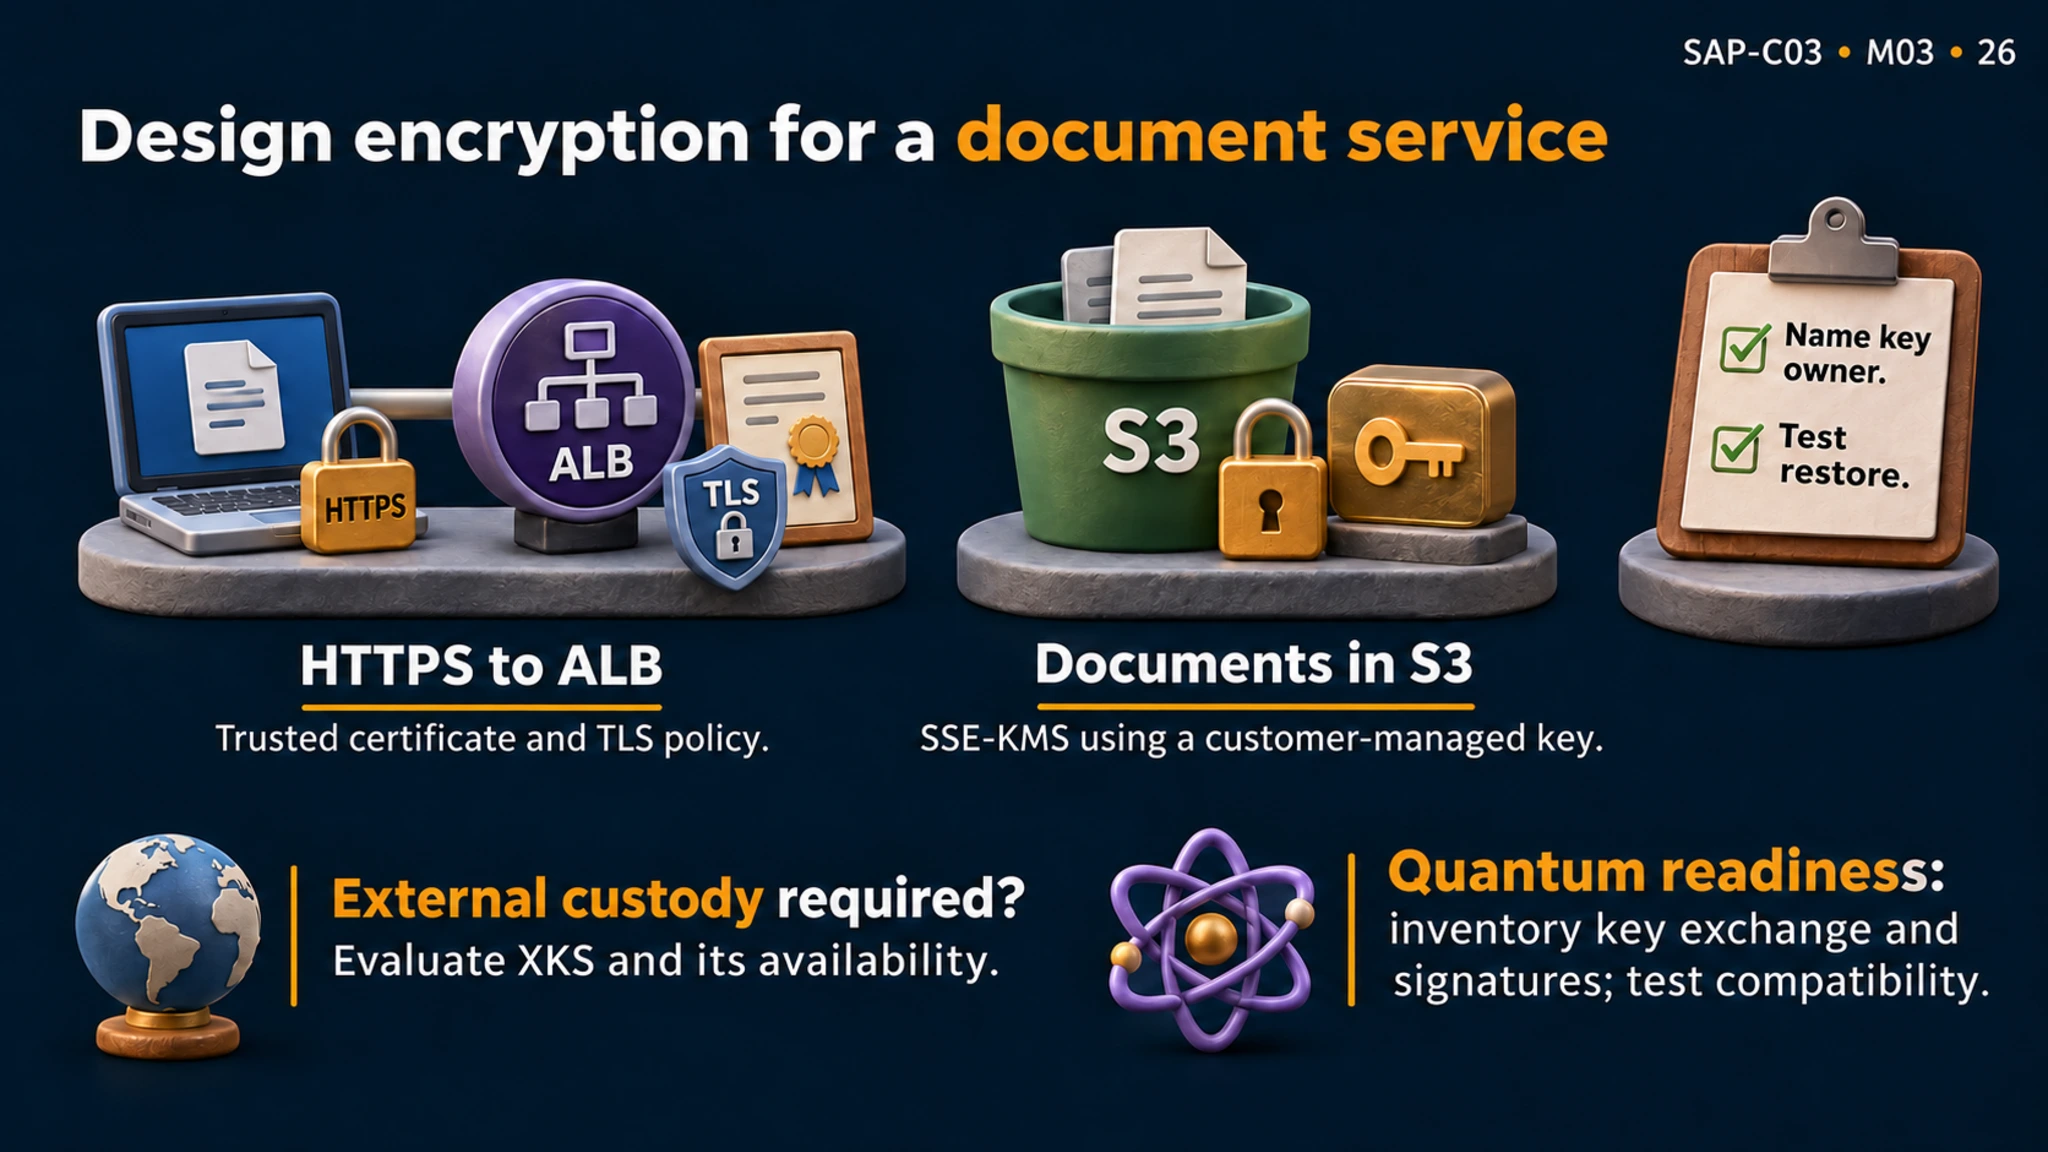 SAP-C03 • M03 • 26
Design encryption for a document service
HTTPS
ALB
TLS
S3
Name key
owner.
Test
restore.
HTTPS to ALB
Trusted certificate and TLS policy.
Documents in S3
SSE-KMS using a customer-managed key.
External custody required?
Evaluate XKS and its availability.
Quantum readiness:
inventory key exchange and
signatures; test compatibility.